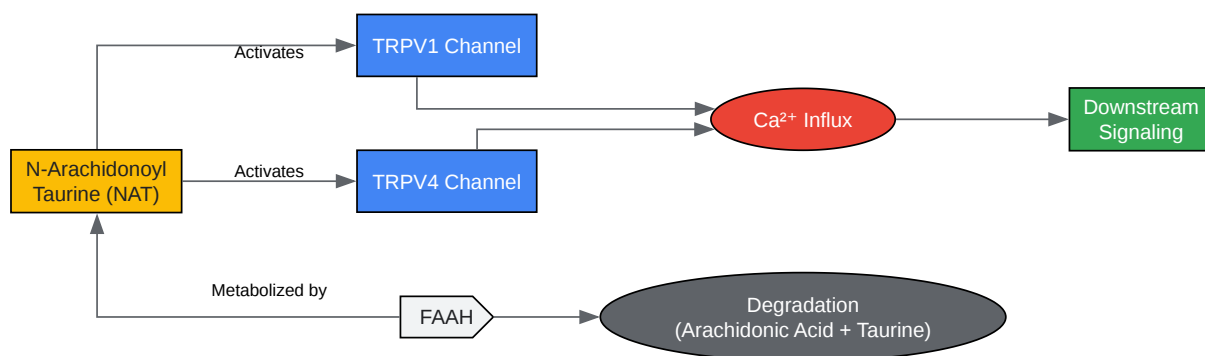 TRPV1 Channel
Activates
Ca²⁺ Influx
Downstream
Signaling
N-Arachidonoyl
Taurine (NAT)
Activates
TRPV4 Channel
Metabolized by
FAAH
Degradation
(Arachidonic Acid + Taurine)